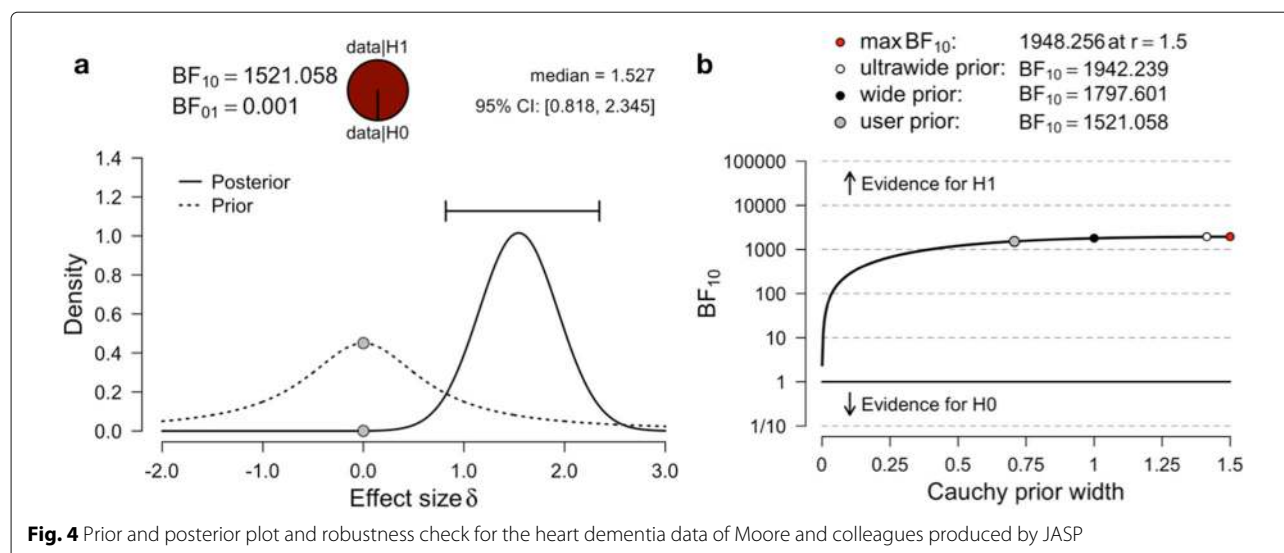 a
BF₁₀ = 1521.058
BF₀₁ = 0.001
data|H1
data|H0
median = 1.527
95% CI: [0.818, 2.345]
Posterior
Prior
Density
1.4
1.2
1.0
0.8
0.6
0.4
0.2
0.0
-2.0 -1.0 0.0 1.0 2.0 3.0
Effect size δ
b
max BF₁₀: 1948.256 at r = 1.5
ultrawide prior: BF₁₀ = 1942.239
wide prior: BF₁₀ = 1797.601
user prior: BF₁₀ = 1521.058
BF₁₀
100000
10000
1000
100
10
1
1/10
↑ Evidence for H1
↓ Evidence for H0
0 0.25 0.5 0.75 1 1.25 1.5
Cauchy prior width
Fig. 4 Prior and posterior plot and robustness check for the heart dementia data of Moore and colleagues produced by JASP